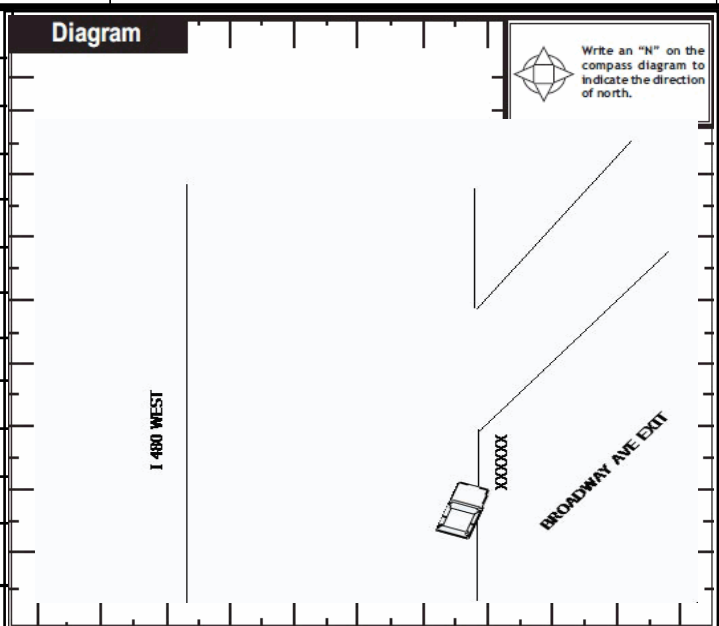 Diagram
Write an “N” on the
compass diagram to
indicate the direction
of north.
I 480 WEST
XXXXXX
BROADWAY AVE EXIT